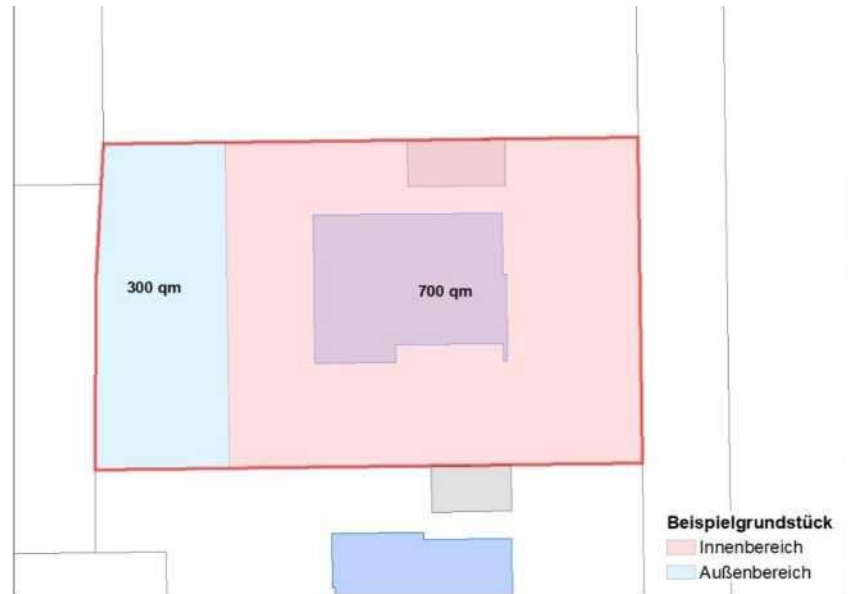 300 qm
700 qm
Beispielgrundstück
Innenbereich
Außenbereich